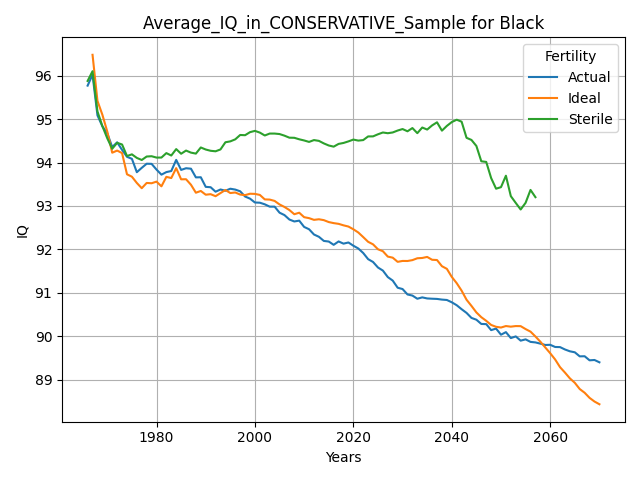 Average_IQ_in_CONSERVATIVE_Sample for Black
Fertility
Actual
Ideal
Sterile
IQ
96
95
94
93
92
91
90
89
1980 2000 2020 2040 2060
Years